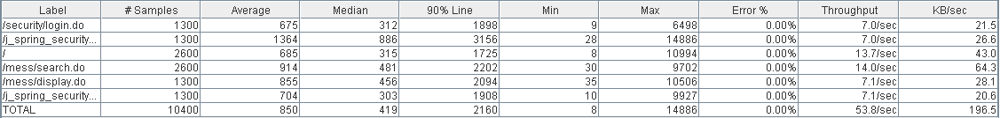 Label # Samples Average Median 90% Line Min Max Error % Throughput KB/sec
/security/login.do 1300 675 312 1898 9 6498 0.00% 7.0/sec 21.5
/j_spring_security... 1300 1364 886 3156 28 14886 0.00% 7.0/sec 26.6
/ 2600 685 315 1725 8 10994 0.00% 13.7/sec 43.0
/mess/search.do 2600 914 481 2202 30 9702 0.00% 14.0/sec 64.3
/mess/display.do 1300 855 456 2094 35 10506 0.00% 7.1/sec 28.1
/j_spring_security... 1300 704 303 1908 10 9927 0.00% 7.1/sec 20.6
TOTAL 10400 850 419 2160 8 14886 0.00% 53.8/sec 196.5